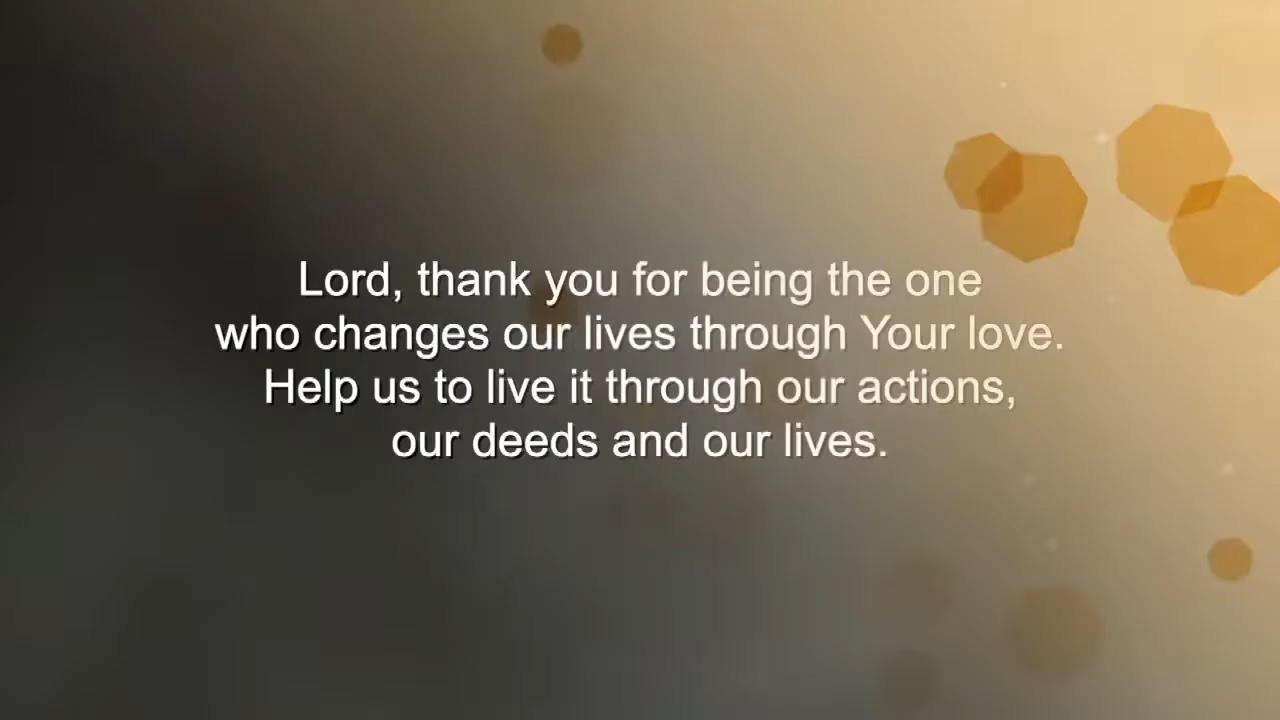 Lord, thank you for being the one
who changes our lives through Your love.
Help us to live it through our actions,
our deeds and our lives.